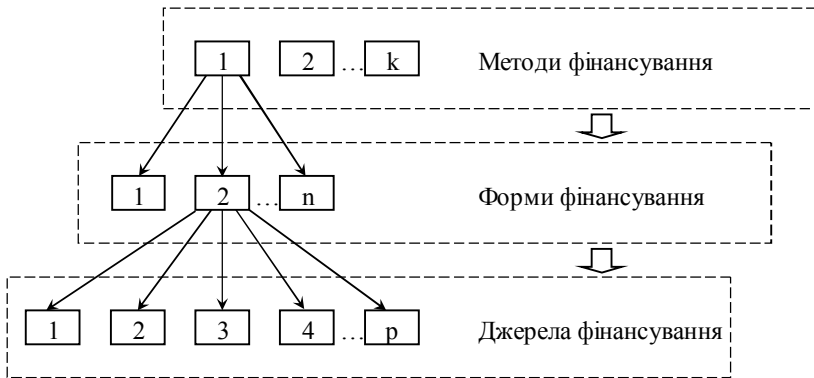 1 2 … k Методи фінансування
1 2 … n Форми фінансування
1 2 3 4 … p Джерела фінансування